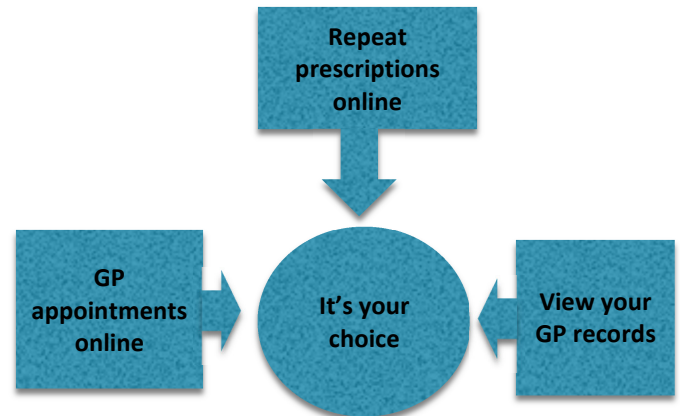 Repeat
prescriptions
online
GP
appointments
online
It's your
choice
View your
GP records